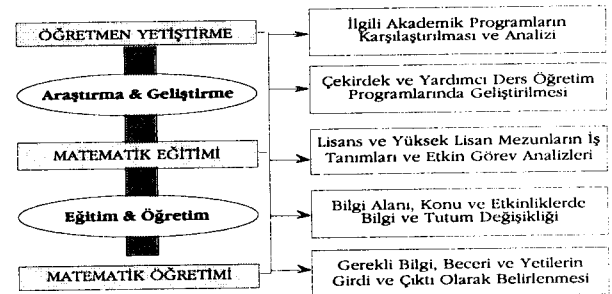 ÖĞRETMEN YETİŞTİRME
Araştırma & Geliştirme
MATEMATİK EĞİTİMİ
Eğitim & Öğretim
MATEMATİK ÖĞRETİMİ
İlgili Akademik Programların
Karşılaştırılması ve Analizi
Çekirdek ve Yardımcı Ders Öğretim
Programlarında Geliştirilmesi
Lisans ve Yüksek Lisan Mezunların İş
Tanımları ve Etkin Görev Analizleri
Bilgi Alanı, Konu ve Etkinliklerde
Bilgi ve Tutum Değişikliği
Gerekli Bilgi, Beceri ve Yetilerin
Girdi ve Çıktı Olarak Belirlenmesi